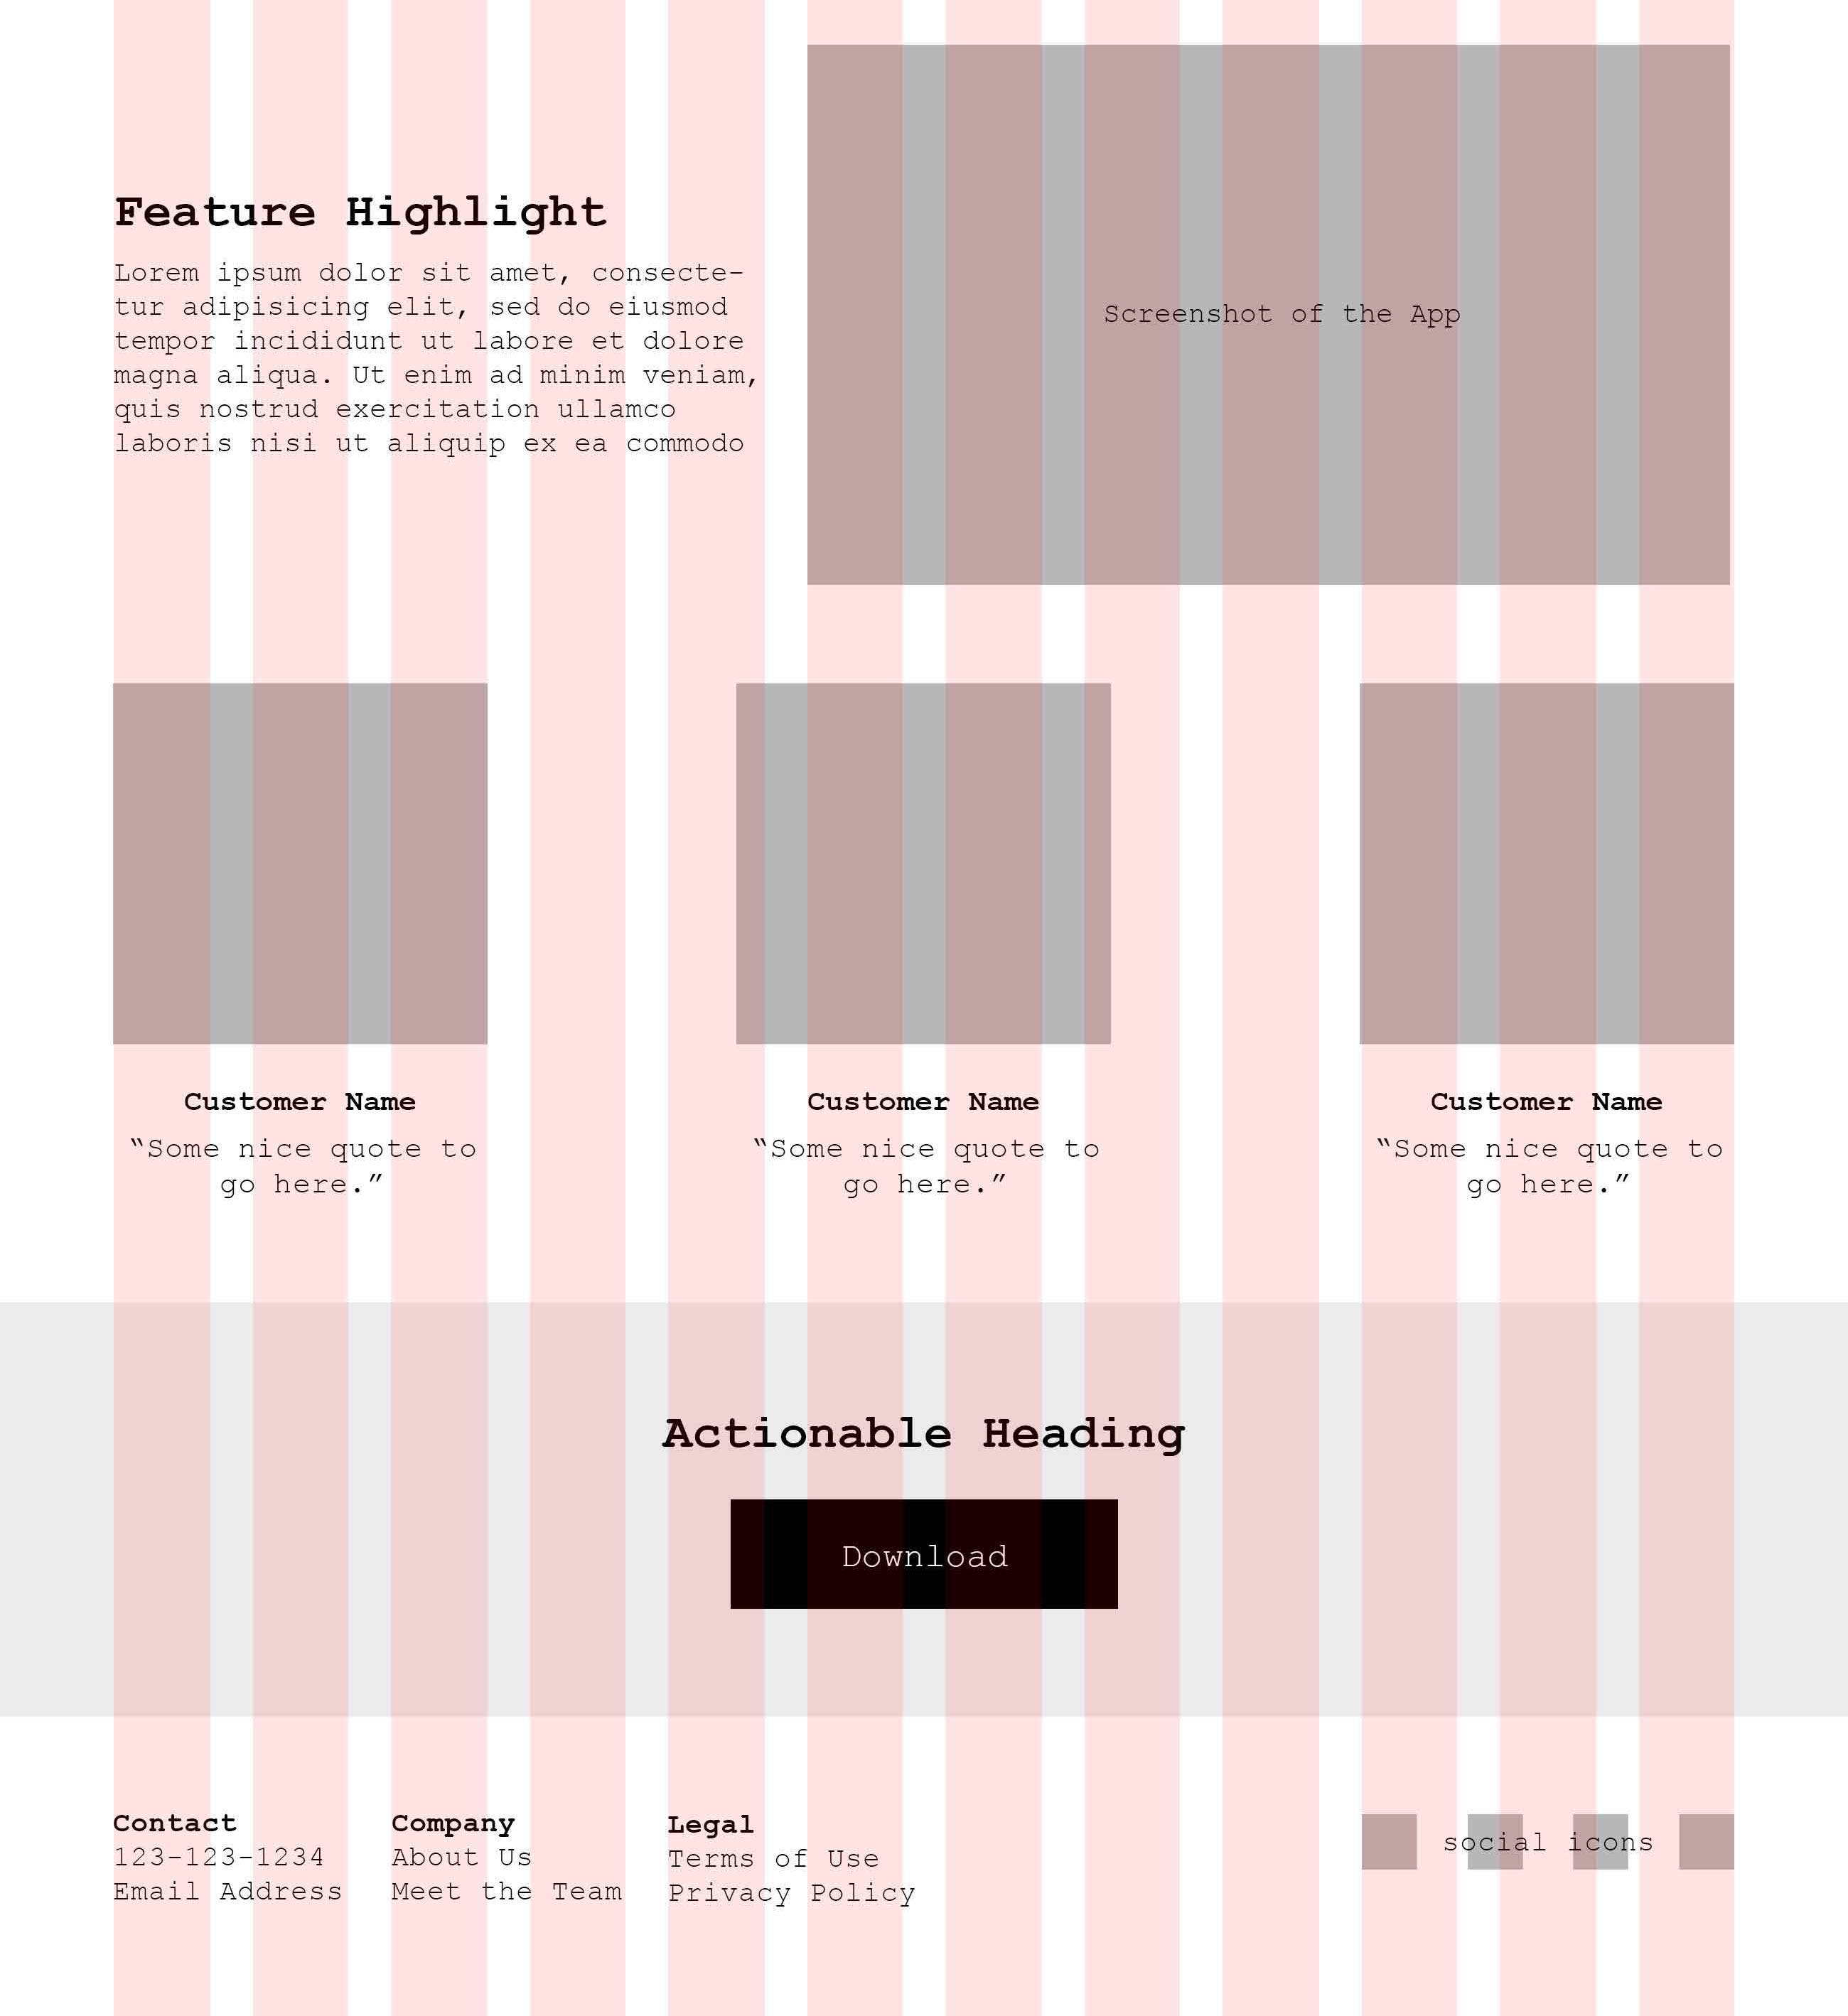 Feature Highlight
Lorem ipsum dolor sit amet, consecte-
tur adipisicing elit, sed do eiusmod
tempor incididunt ut labore et dolore
magna aliqua. Ut enim ad minim veniam,
quis nostrud exercitation ullamco
laboris nisi ut aliquip ex ea commodo
Screenshot of the App
Customer Name
“Some nice quote to
go here.”
Customer Name
“Some nice quote to
go here.”
Customer Name
“Some nice quote to
go here.”
Actionable Heading
Download
Contact
123-123-1234
Email Address
Company
About Us
Meet the Team
Legal
Terms of Use
Privacy Policy
social icons